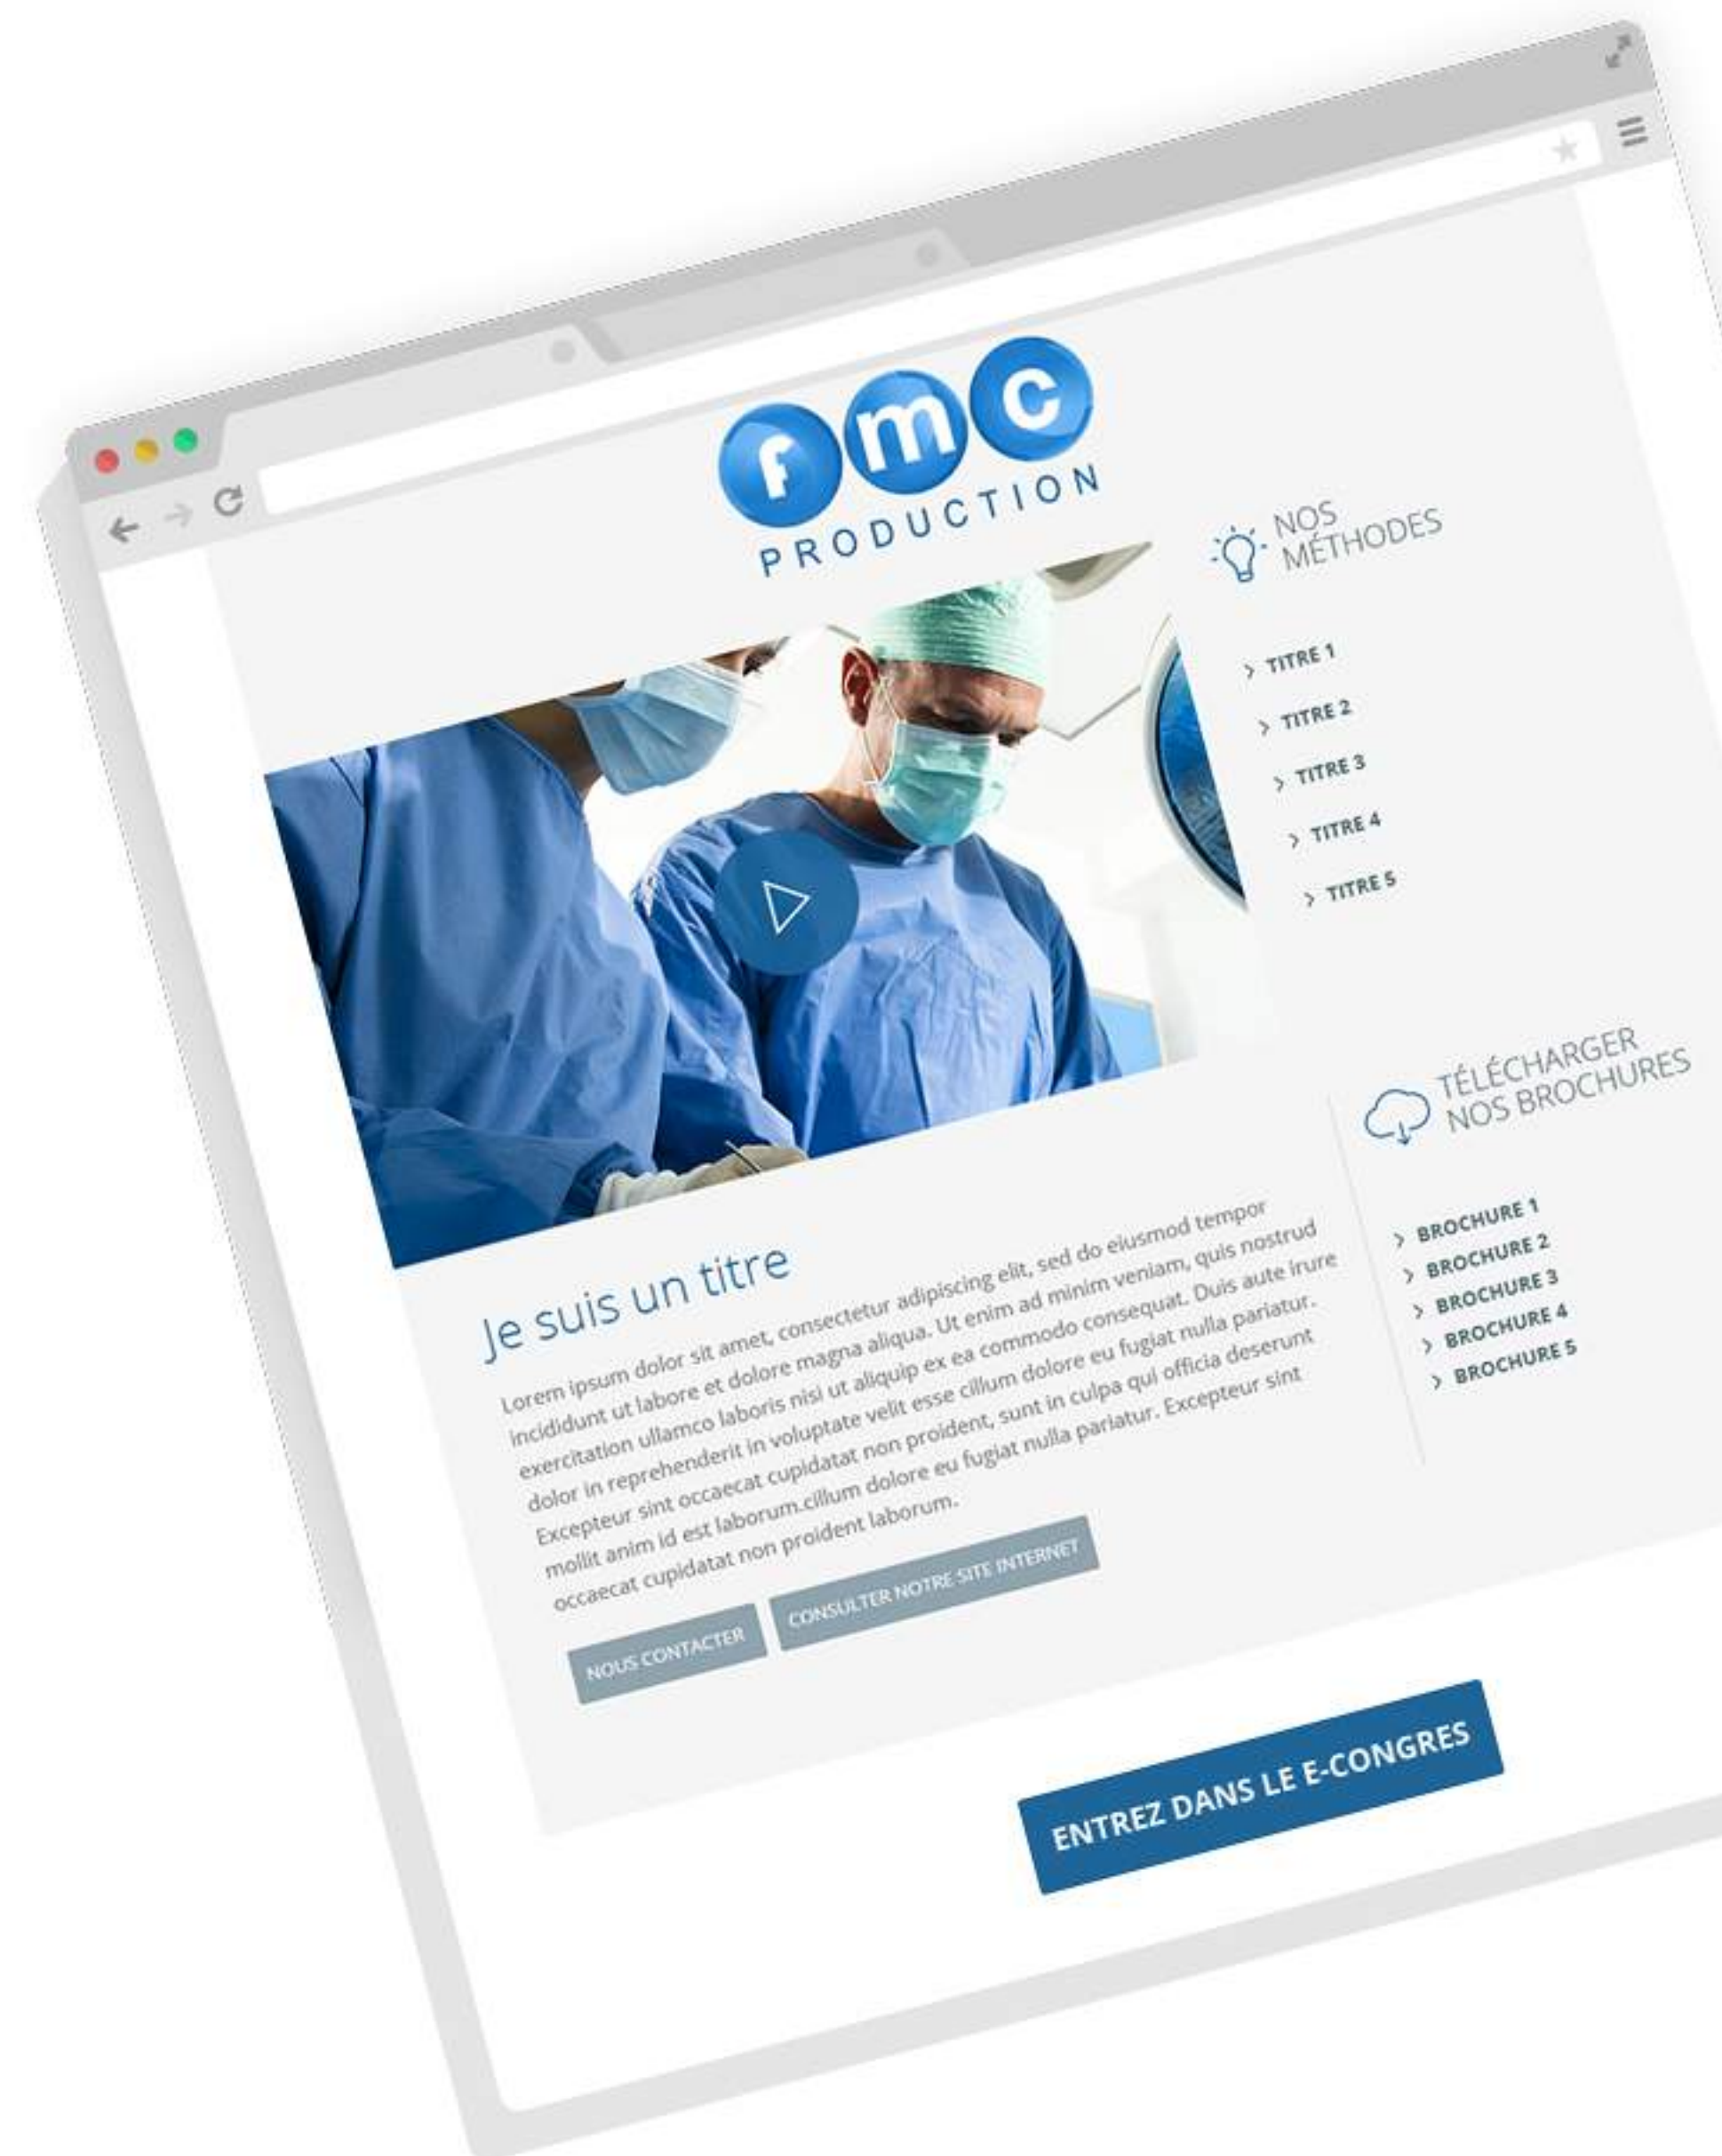 fmc
PRODUCTION
NOS
MÉTHODES
> TITRE 1
> TITRE 2
> TITRE 3
> TITRE 4
> TITRE 5
TÉLÉCHARGER
NOS BROCHURES
> BROCHURE 1
> BROCHURE 2
> BROCHURE 3
> BROCHURE 4
> BROCHURE 5
Je suis un titre
Lorem ipsum dolor sit amet, consectetur adipiscing elit, sed do eiusmod tempor
incididunt ut labore et dolore magna aliqua. Ut enim ad minim veniam, quis nostrud
exercitation ullamco laboris nisi ut aliquip ex ea commodo consequat. Duis aute irure
dolor in reprehenderit in voluptate velit esse cillum dolore eu fugiat nulla pariatur.
Excepteur sint occaecat cupidatat non proident, sunt in culpa qui officia deserunt
mollit anim id est laborum.cillum dolore eu fugiat nulla pariatur. Excepteur sint
occaecat cupidatat non proident laborum.
NOUS CONTACTER
CONSULTER NOTRE SITE INTERNET
ENTREZ DANS LE E-CONGRES